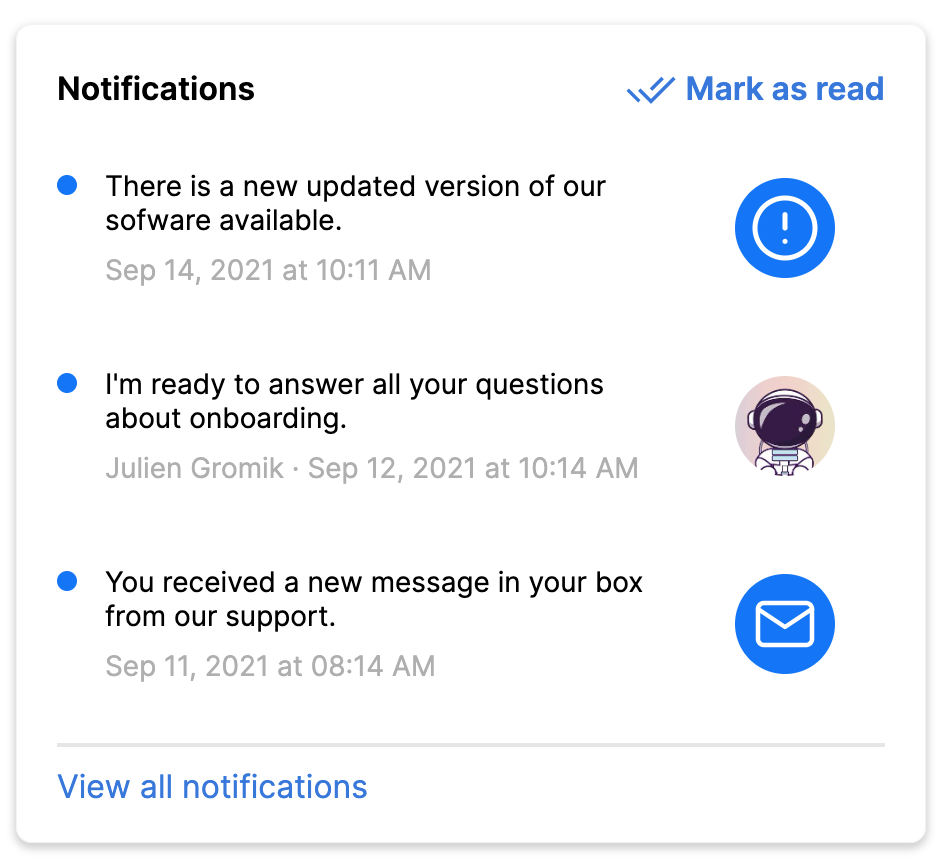 Notifications
Mark as read
There is a new updated version of our
sofware available.
Sep 14, 2021 at 10:11 AM
I'm ready to answer all your questions
about onboarding.
Julien Gromik · Sep 12, 2021 at 10:14 AM
You received a new message in your box
from our support.
Sep 11, 2021 at 08:14 AM
View all notifications